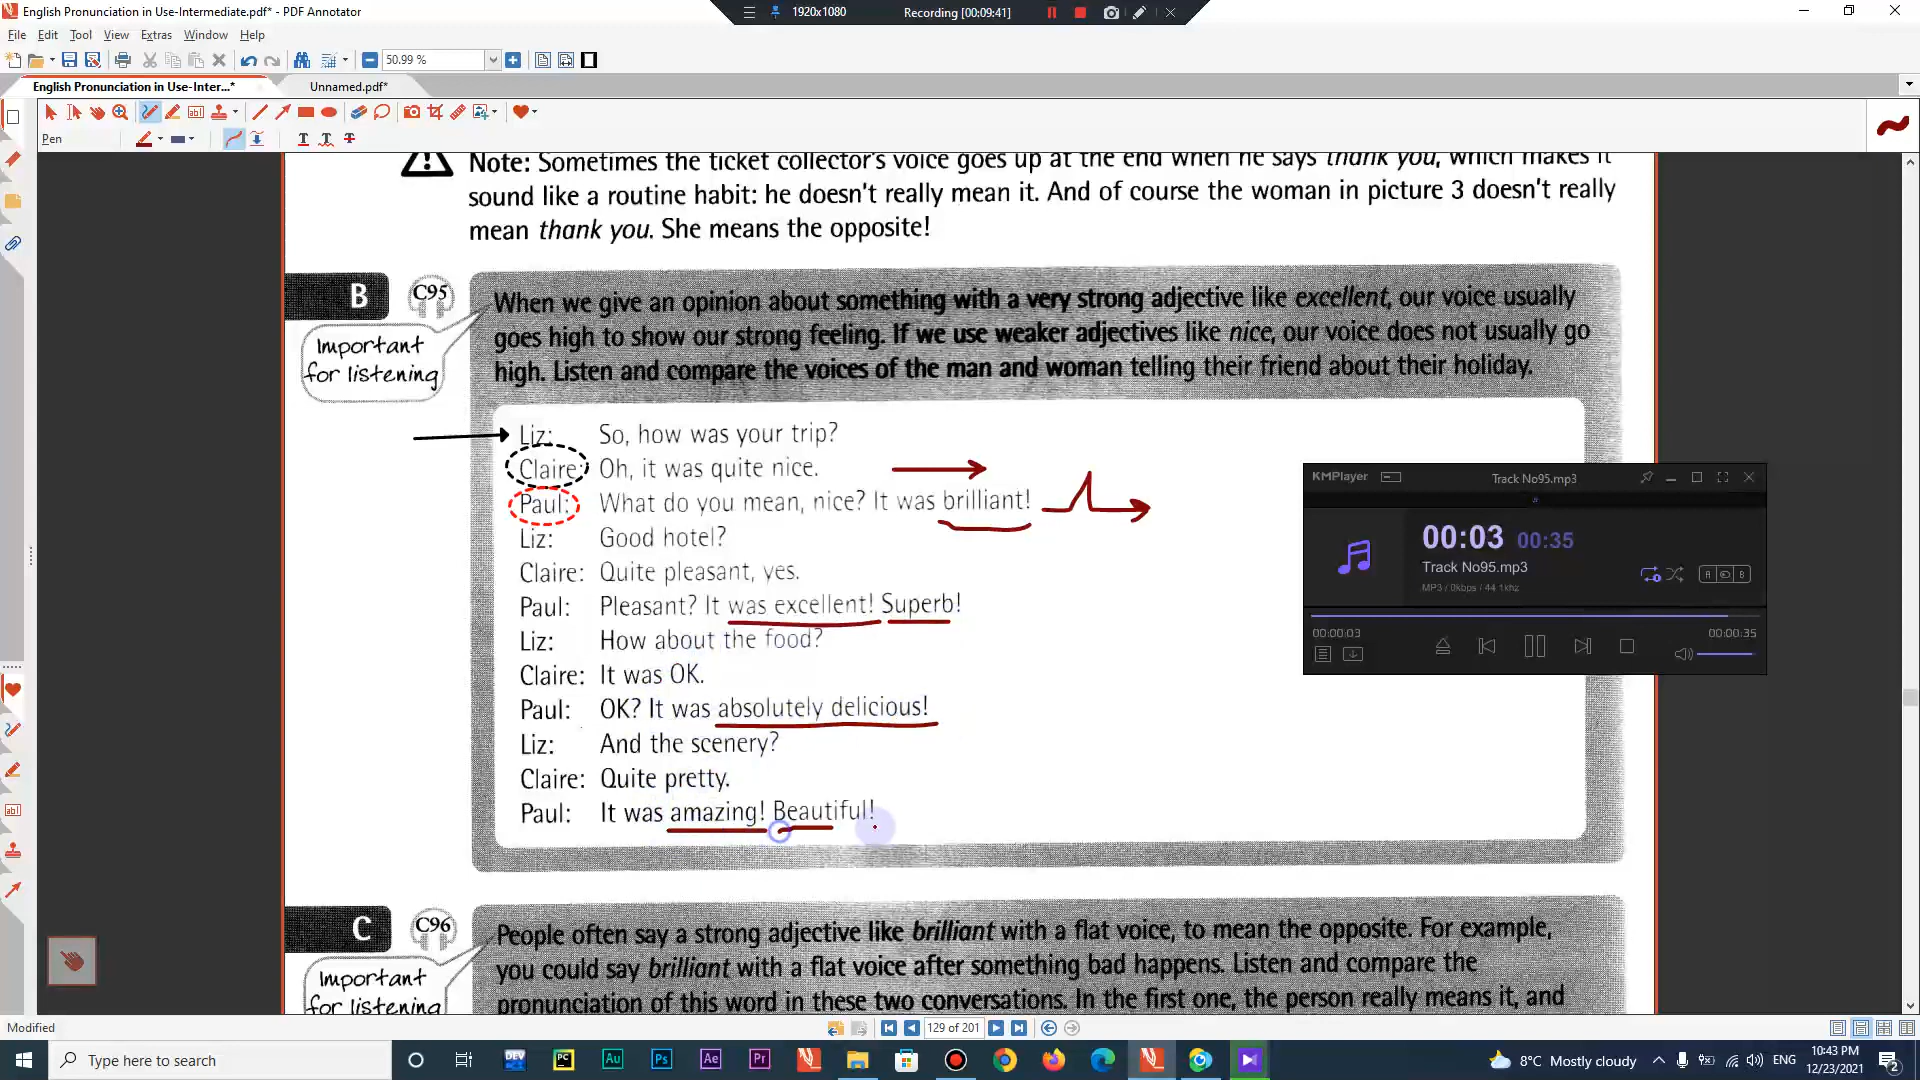 English Pronunciation in Use-Intermediate.pdf* - PDF Annotator
1920x1080
Recording [00:09:41]
File Edit Tool View Extras Window Help
50.99 %
English Pronunciation in Use-Inter...*
Unnamed.pdf*
Pen
Note: Sometimes the ticket collector's voice goes up at the end when he says thank you, which makes it
sound like a routine habit: he doesn't really mean it. And of course the woman in picture 3 doesn't really
mean thank you. She means the opposite!
B
C95
Important
for listening
When we give an opinion about something with a very strong adjective like excellent, our voice usually
goes high to show our strong feeling. If we use weaker adjectives like nice, our voice does not usually go
high. Listen and compare the voices of the man and woman telling their friend about their holiday.
Liz: So, how was your trip?
Claire: Oh, it was quite nice.
Paul: What do you mean, nice? It was brilliant!
Liz: Good hotel?
Claire: Quite pleasant, yes.
Paul: Pleasant? It was excellent! Superb!
Liz: How about the food?
Claire: It was OK.
Paul: OK? It was absolutely delicious!
Liz: And the scenery?
Claire: Quite pretty.
Paul: It was amazing! Beautiful!
KMPlayer
Track No95.mp3
00:03 00:35
Track No95.mp3
MP3 / 0kbps / 44.1khz
A B
00:00:03
00:00:35
C
C96
Important
for listening
People often say a strong adjective like brilliant with a flat voice, to mean the opposite. For example,
you could say brilliant with a flat voice after something bad happens. Listen and compare the
pronunciation of this word in these two conversations. In the first one, the person really means it, and
Modified
129 of 201
Type here to search
DEV
PC
Au
Ps
Ae
Pr
8°C Mostly cloudy
ENG
10:43 PM
12/23/2021
2